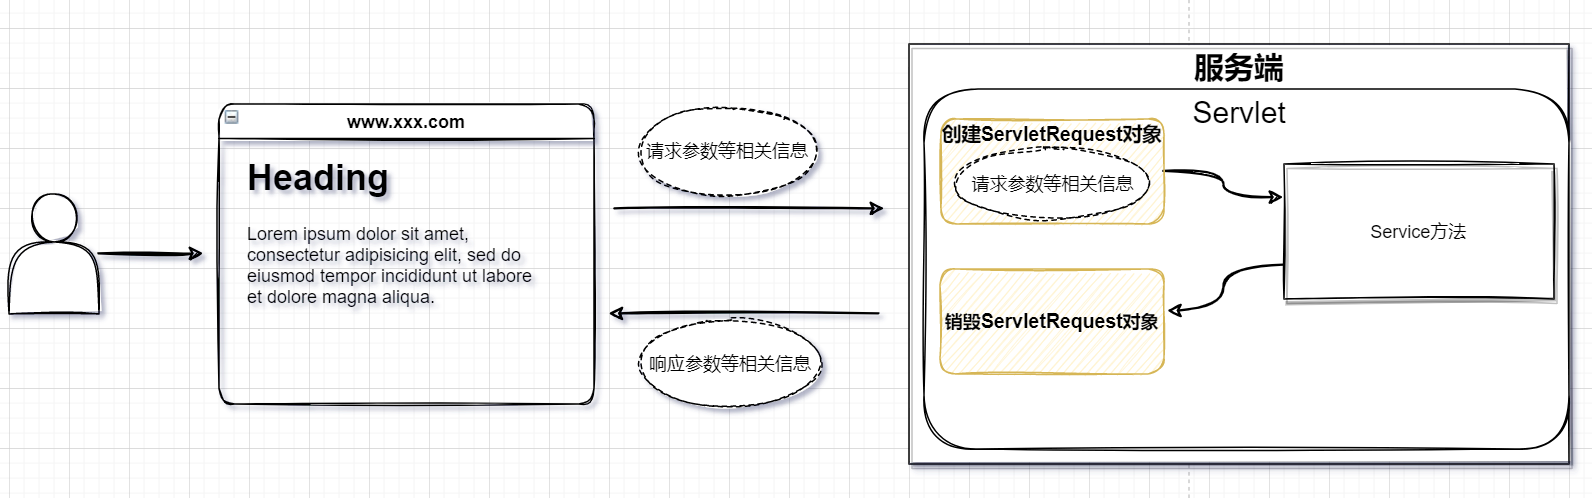 www.xxx.com
Heading
Lorem ipsum dolor sit amet,
consectetur adipisicing elit, sed do
eiusmod tempor incididunt ut labore
et dolore magna aliqua.
请求参数等相关信息
响应参数等相关信息
服务端
Servlet
创建ServletRequest对象
请求参数等相关信息
Service方法
销毁ServletRequest对象